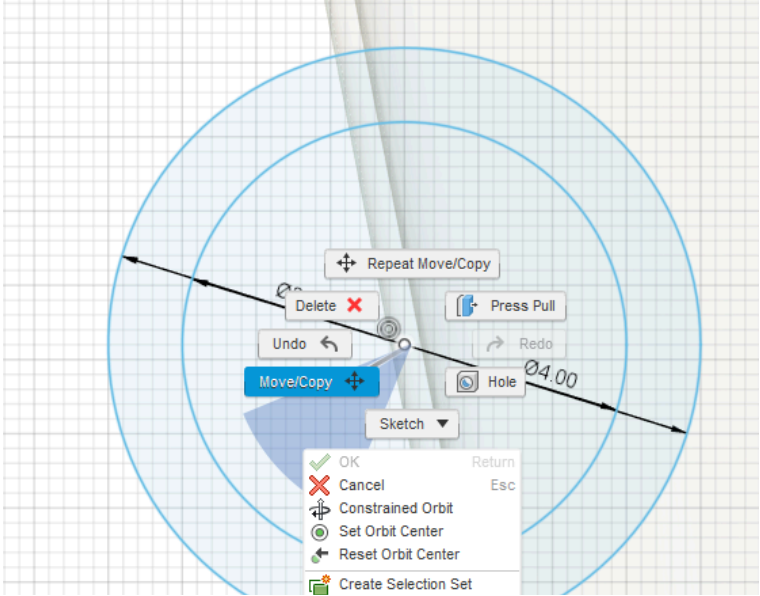 Repeat Move/Copy
Delete
Press Pull
Undo
Redo
Move/Copy
Hole
Ø4.00
Sketch
OK Return
Cancel Esc
Constrained Orbit
Set Orbit Center
Reset Orbit Center
Create Selection Set